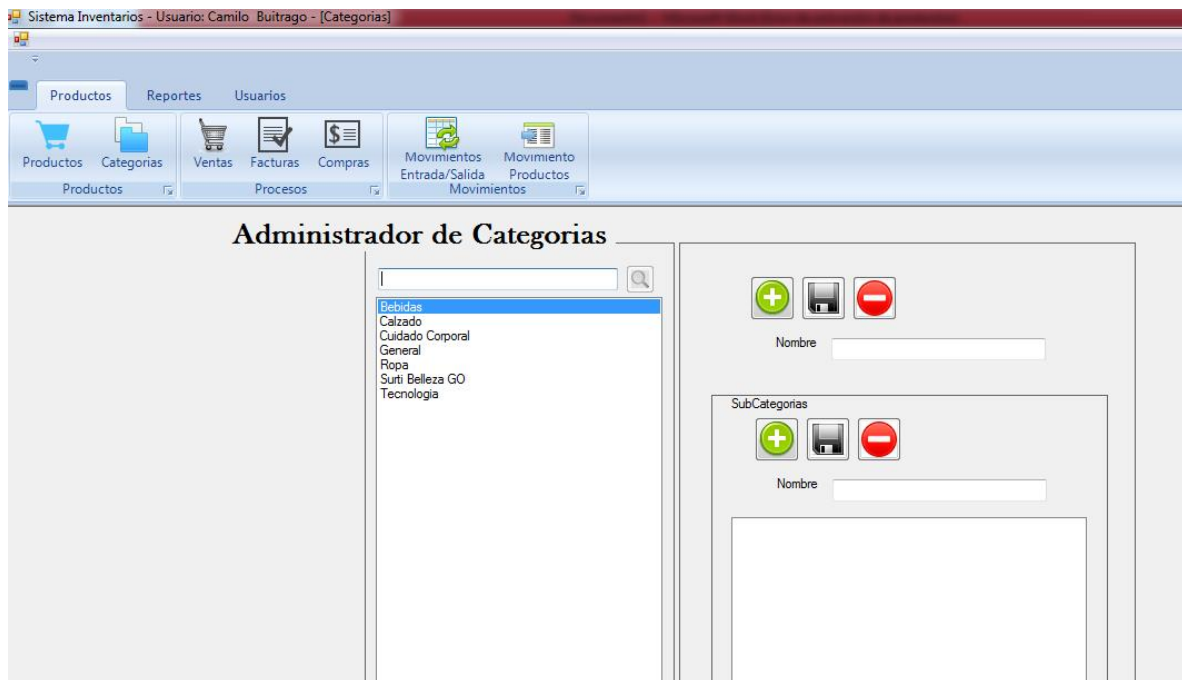 Sistema Inventarios - Usuario: Camilo  Buitrago - [Categorias]
Productos Reportes Usuarios
Productos Categorias Ventas Facturas Compras Movimientos Entrada/Salida Movimiento Productos
Productos Procesos Movimientos
Administrador de Categorias
Bebidas
Calzado
Cuidado Corporal
General
Ropa
Surti Belleza GO
Tecnologia
Nombre
SubCategorias
Nombre